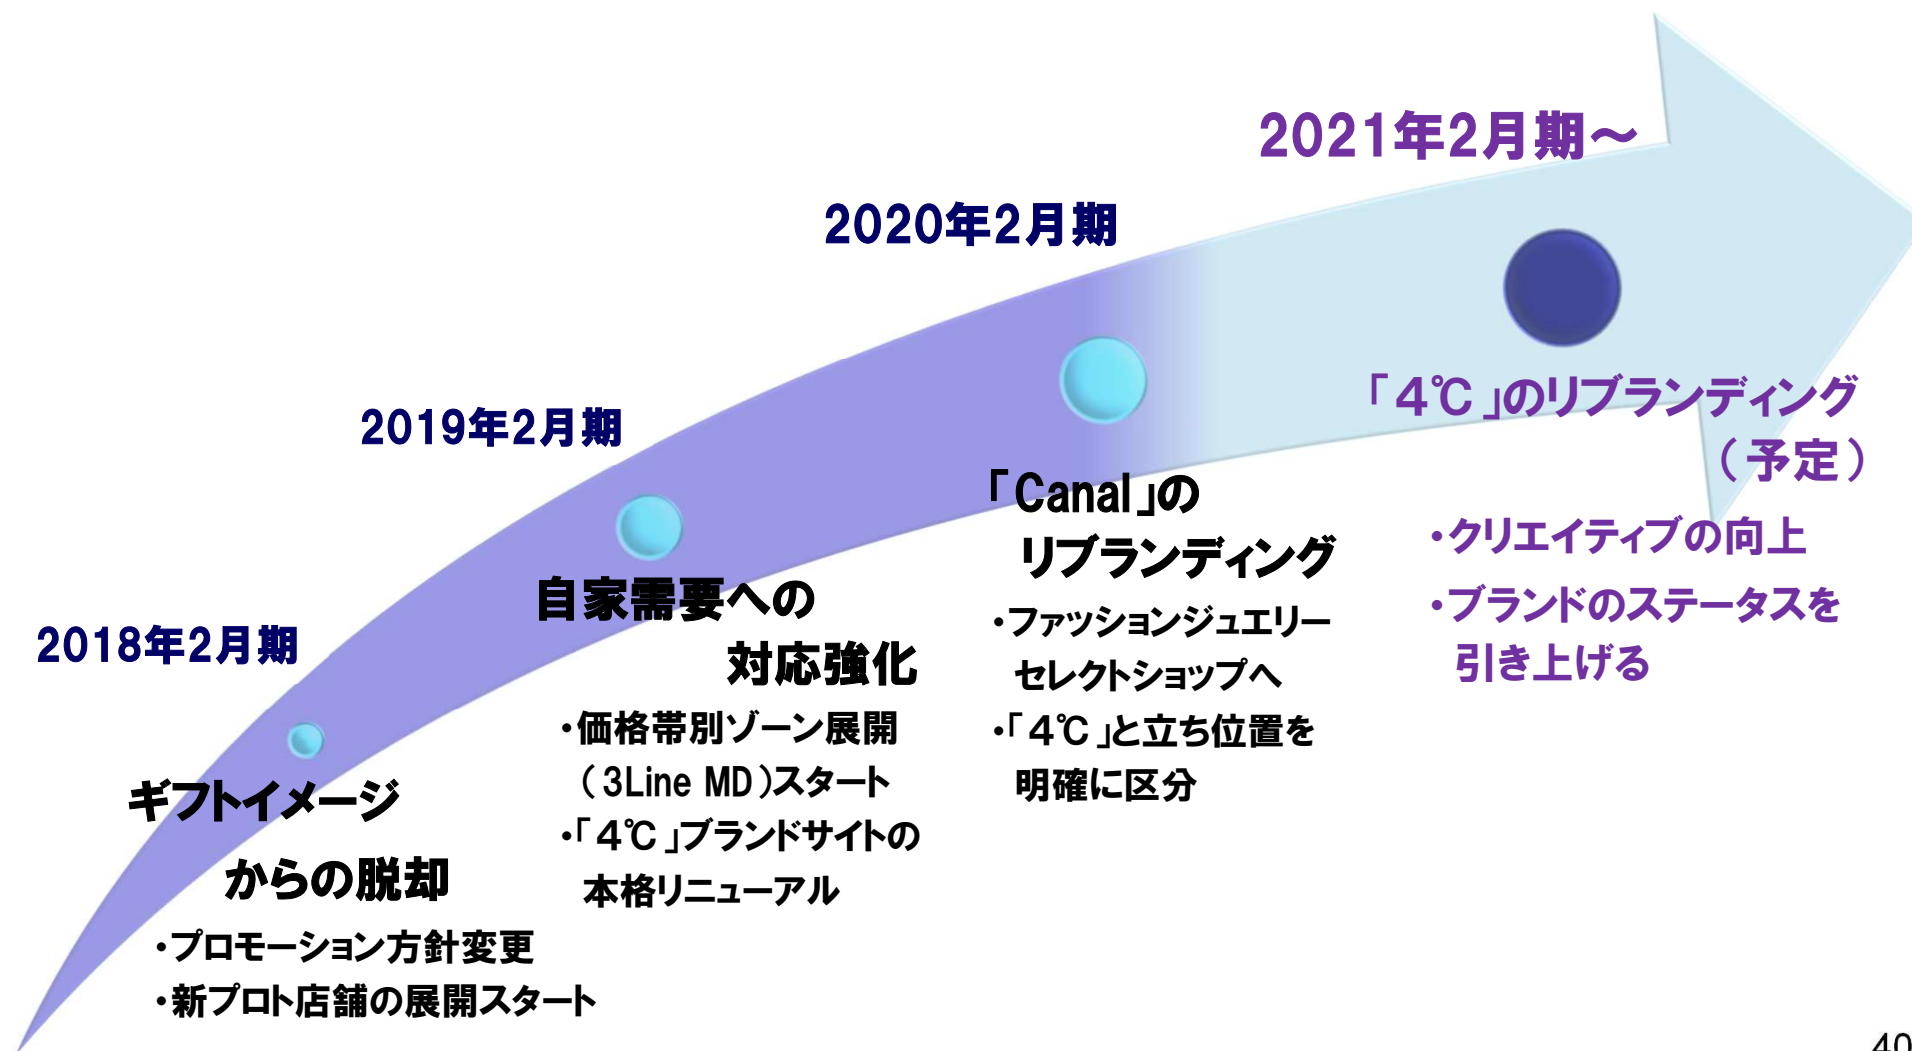 2018年2月期
ギフトイメージ
からの脱却
・プロモーション方針変更
・新プロト店舗の展開スタート
2019年2月期
自家需要への
対応強化
・価格帯別ゾーン展開
（3Line MD）スタート
・「4℃」ブランドサイトの
本格リニューアル
2020年2月期
「Canal」の
リブランディング
・ファッションジュエリー
セレクトショップへ
・「4℃」と立ち位置を
明確に区分
2021年2月期～
「4℃」のリブランディング
（予定）
・クリエイティブの向上
・ブランドのステータスを
引き上げる
40